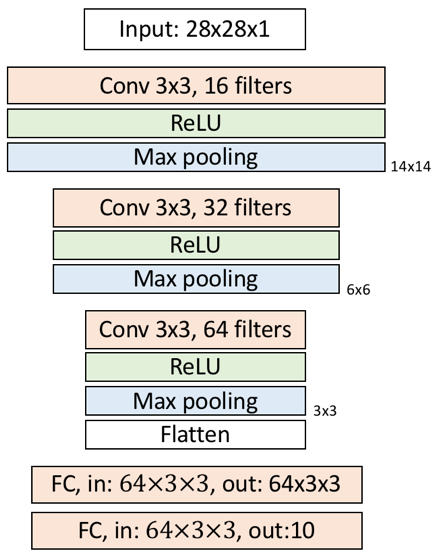 Input: 28x28x1
Conv 3x3, 16 filters
ReLU
Max pooling
14x14
Conv 3x3, 32 filters
ReLU
Max pooling
6x6
Conv 3x3, 64 filters
ReLU
Max pooling
3x3
Flatten
FC, in: 64×3×3, out: 64x3x3
FC, in: 64×3×3, out:10